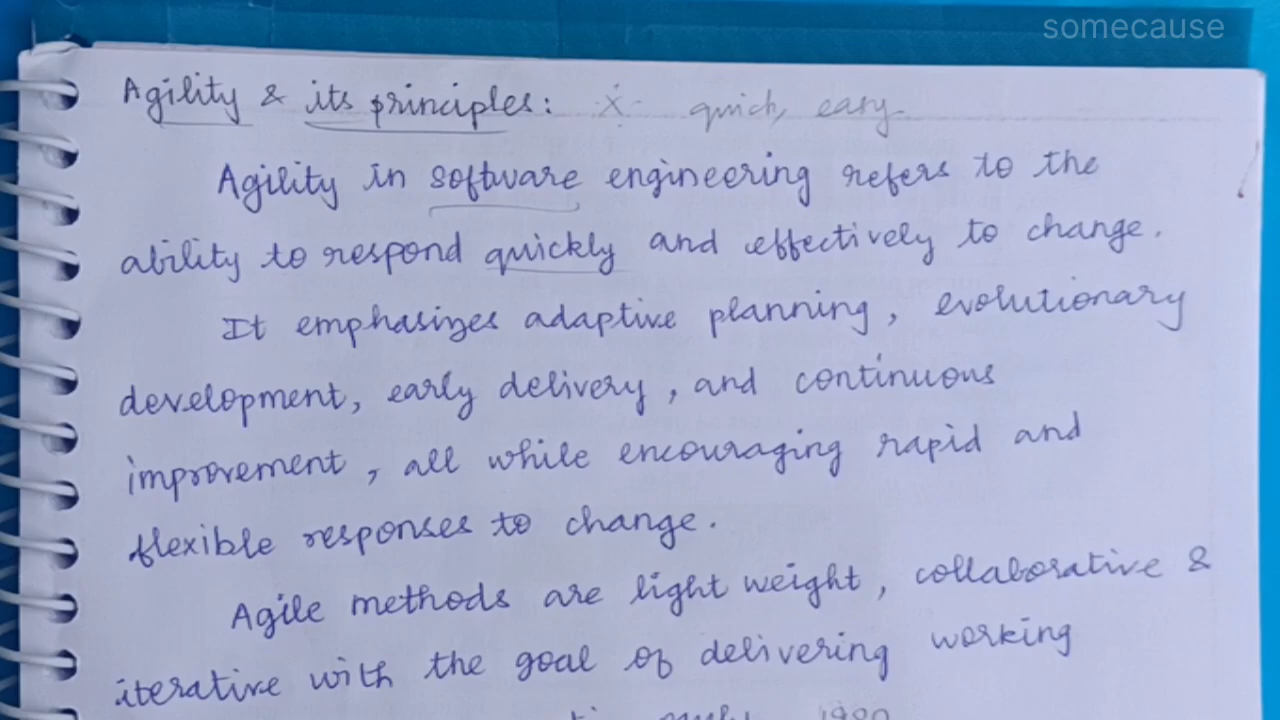 somecause
Agility & its principles: quick, easy
Agility in software engineering refers to the
ability to respond quickly and effectively to change.
It emphasizes adaptive planning, evolutionary
development, early delivery, and continuous
improvement, all while encouraging rapid and
flexible responses to change.
Agile methods are light weight, collaborative &
iterative with the goal of delivering working